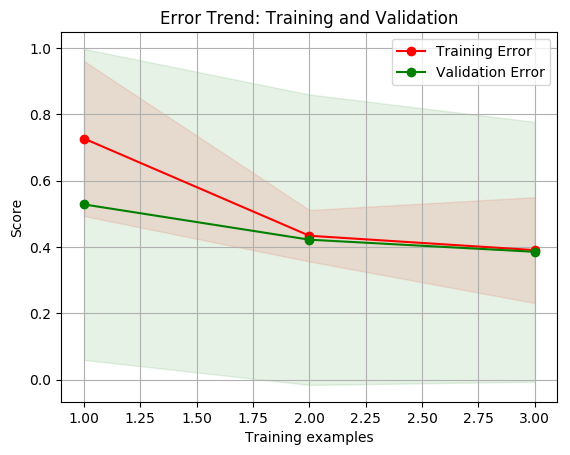 Error Trend: Training and Validation
Training Error
Validation Error
Score
1.0
0.8
0.6
0.4
0.2
0.0
1.00 1.25 1.50 1.75 2.00 2.25 2.50 2.75 3.00
Training examples